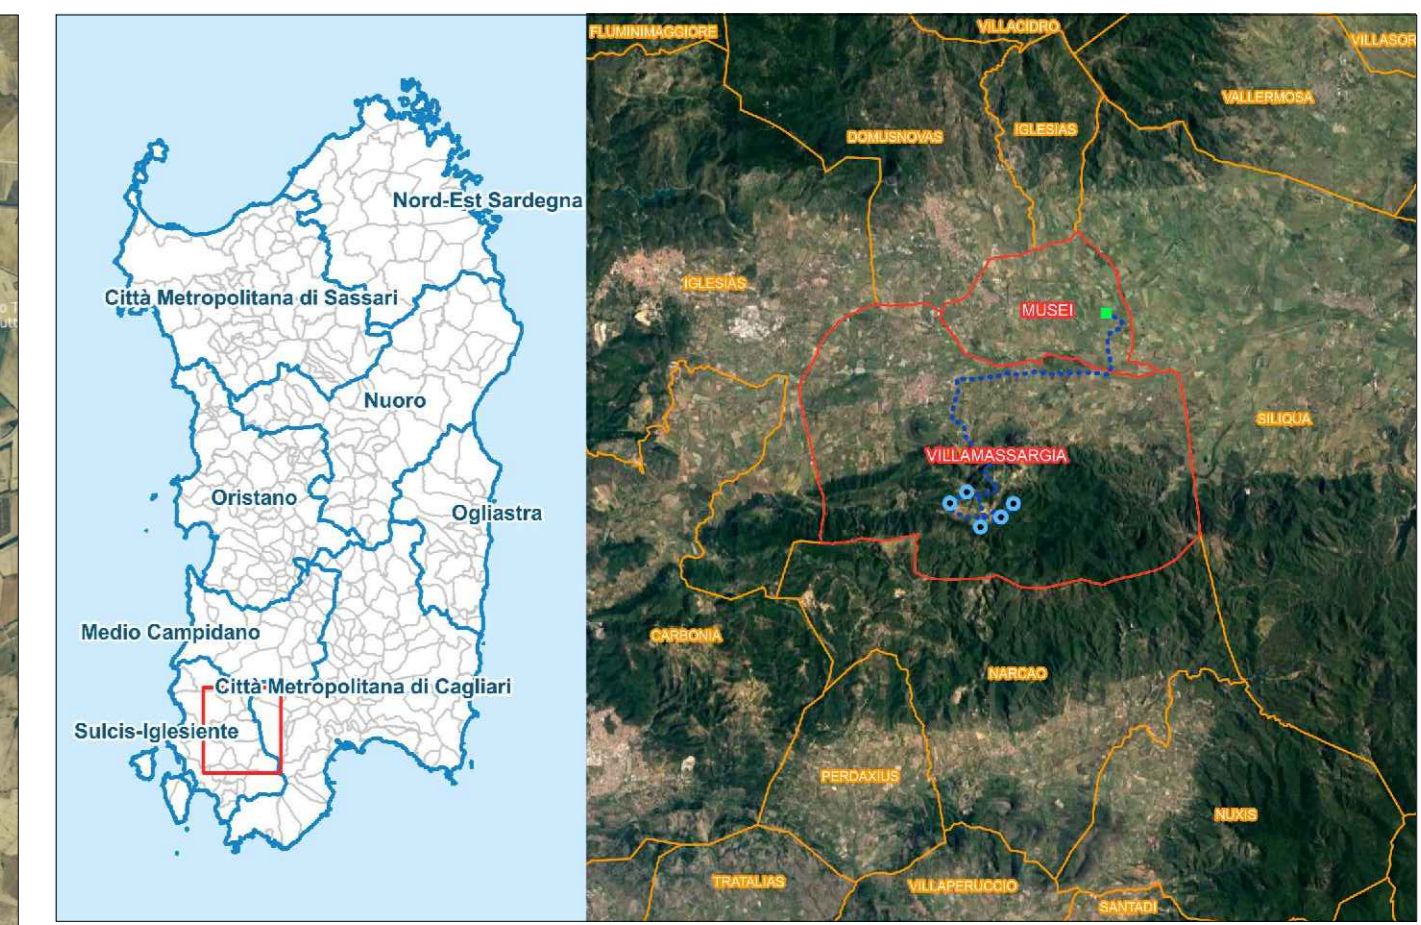 Nord-Est Sardegna
Città Metropolitana di Sassari
Nuoro
Oristano
Ogliastra
Medio Campidano
Città Metropolitana di Cagliari
Sulcis-Iglesiente
FLUMINIMAGGIORE
VILLACIDRO
VILLASOR
VALLERMOSA
DOMUSNOVAS
IGLESIAS
IGLESIAS
MUSEI
SILIQUA
VILLAMASSARGIA
CARBONIA
NARCAO
PERDAXIUS
NUXIS
TRATALIAS
VILLAPERUCCIO
SANTADI